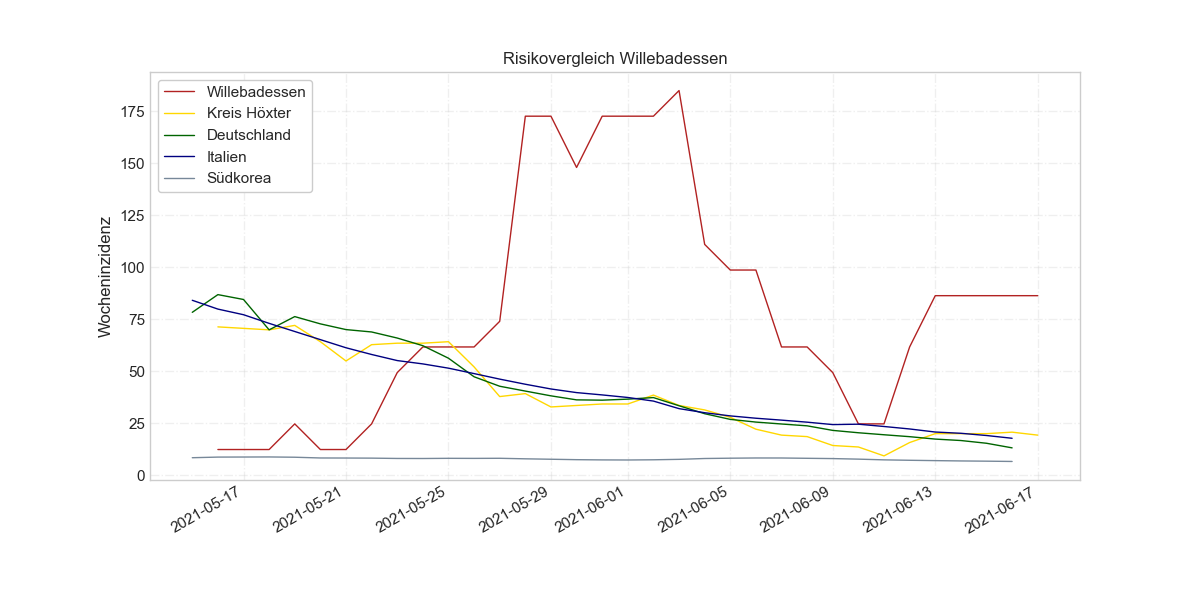 Risikovergleich Willebadessen
Willebadessen
Kreis Höxter
Deutschland
Italien
Südkorea
Wocheninzidenz
175
150
125
100
75
50
25
0
2021-05-17
2021-05-21
2021-05-25
2021-05-29
2021-06-01
2021-06-05
2021-06-09
2021-06-13
2021-06-17